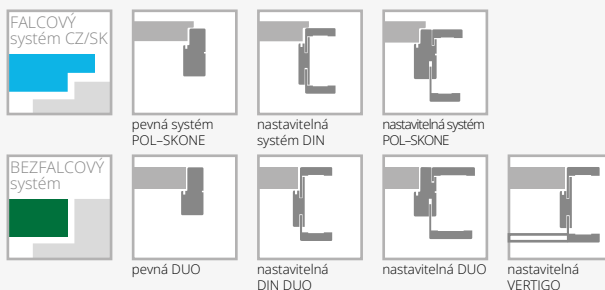 FALCOVÝ
systém CZ/SK
pevná systém
POL–SKONE
nastavitelná
systém DIN
nastavitelná systém
POL–SKONE
BEZFALCOVÝ
systém
pevná DUO
nastavitelná
DIN DUO
nastavitelná DUO
nastavitelná
VERTIGO